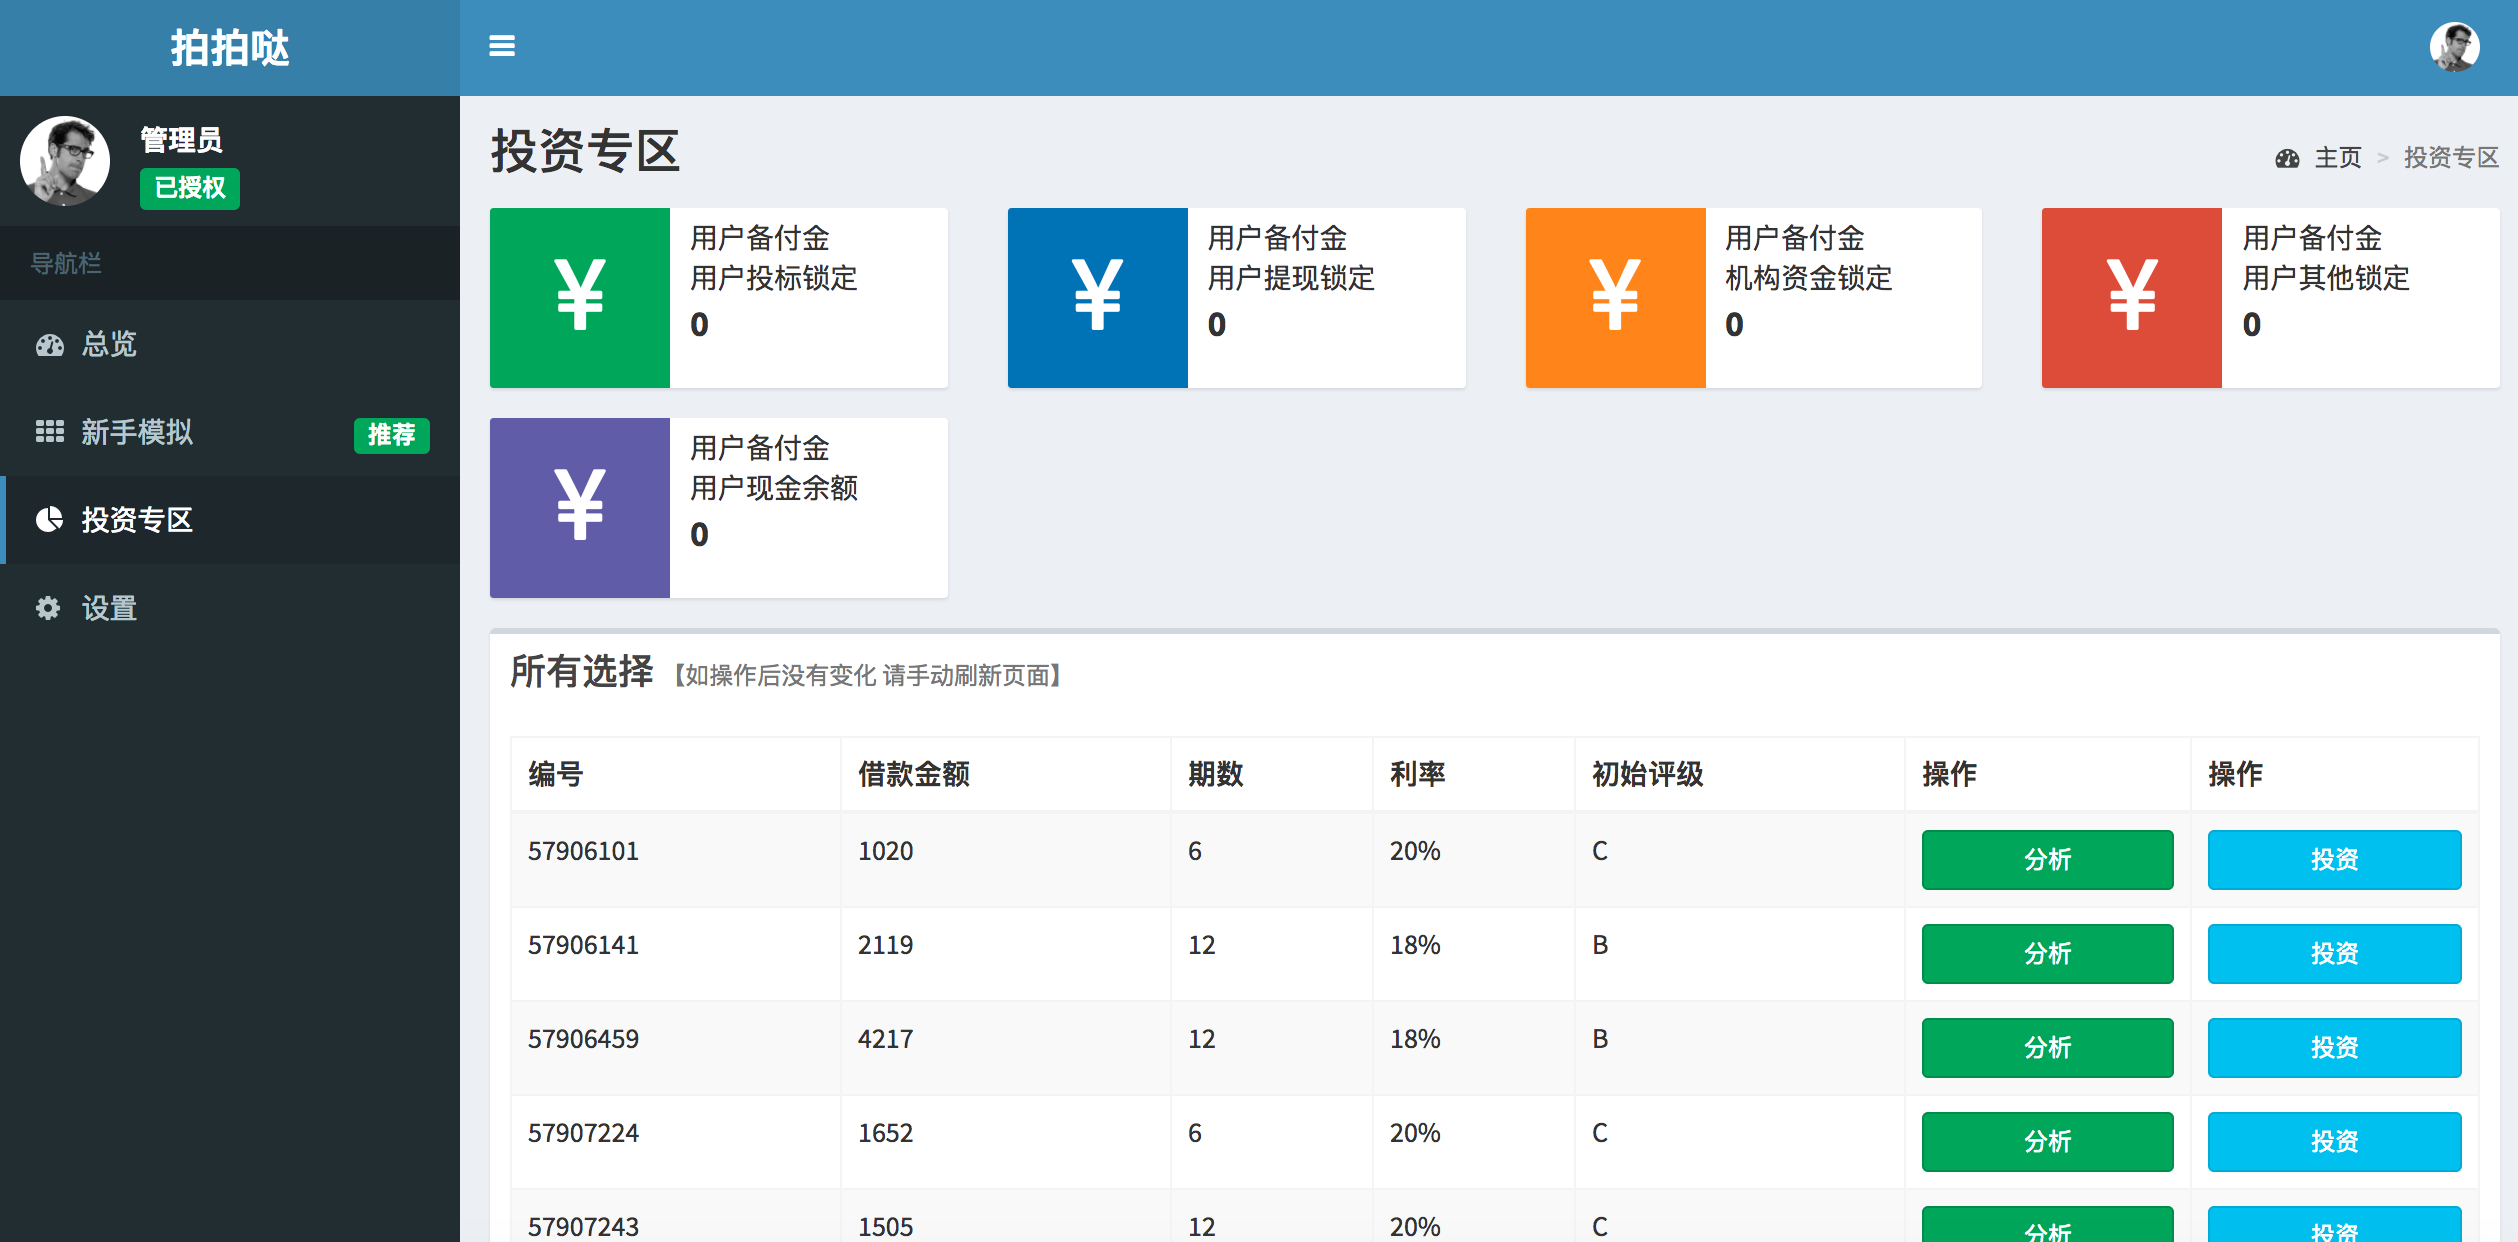 拍拍哒
管理员
已授权
导航栏
总览
新手模拟 推荐
投资专区
设置
投资专区
主页 > 投资专区
¥ 用户备付金
用户投标锁定
0
¥ 用户备付金
用户提现锁定
0
¥ 用户备付金
机构资金锁定
0
¥ 用户备付金
用户其他锁定
0
¥ 用户备付金
用户现金余额
0
所有选择 【如操作后没有变化 请手动刷新页面】
编号 借款金额 期数 利率 初始评级 操作 操作
57906101 1020 6 20% C 分析 投资
57906141 2119 12 18% B 分析 投资
57906459 4217 12 18% B 分析 投资
57907224 1652 6 20% C 分析 投资
57907243 1505 12 20% C 分析 投资